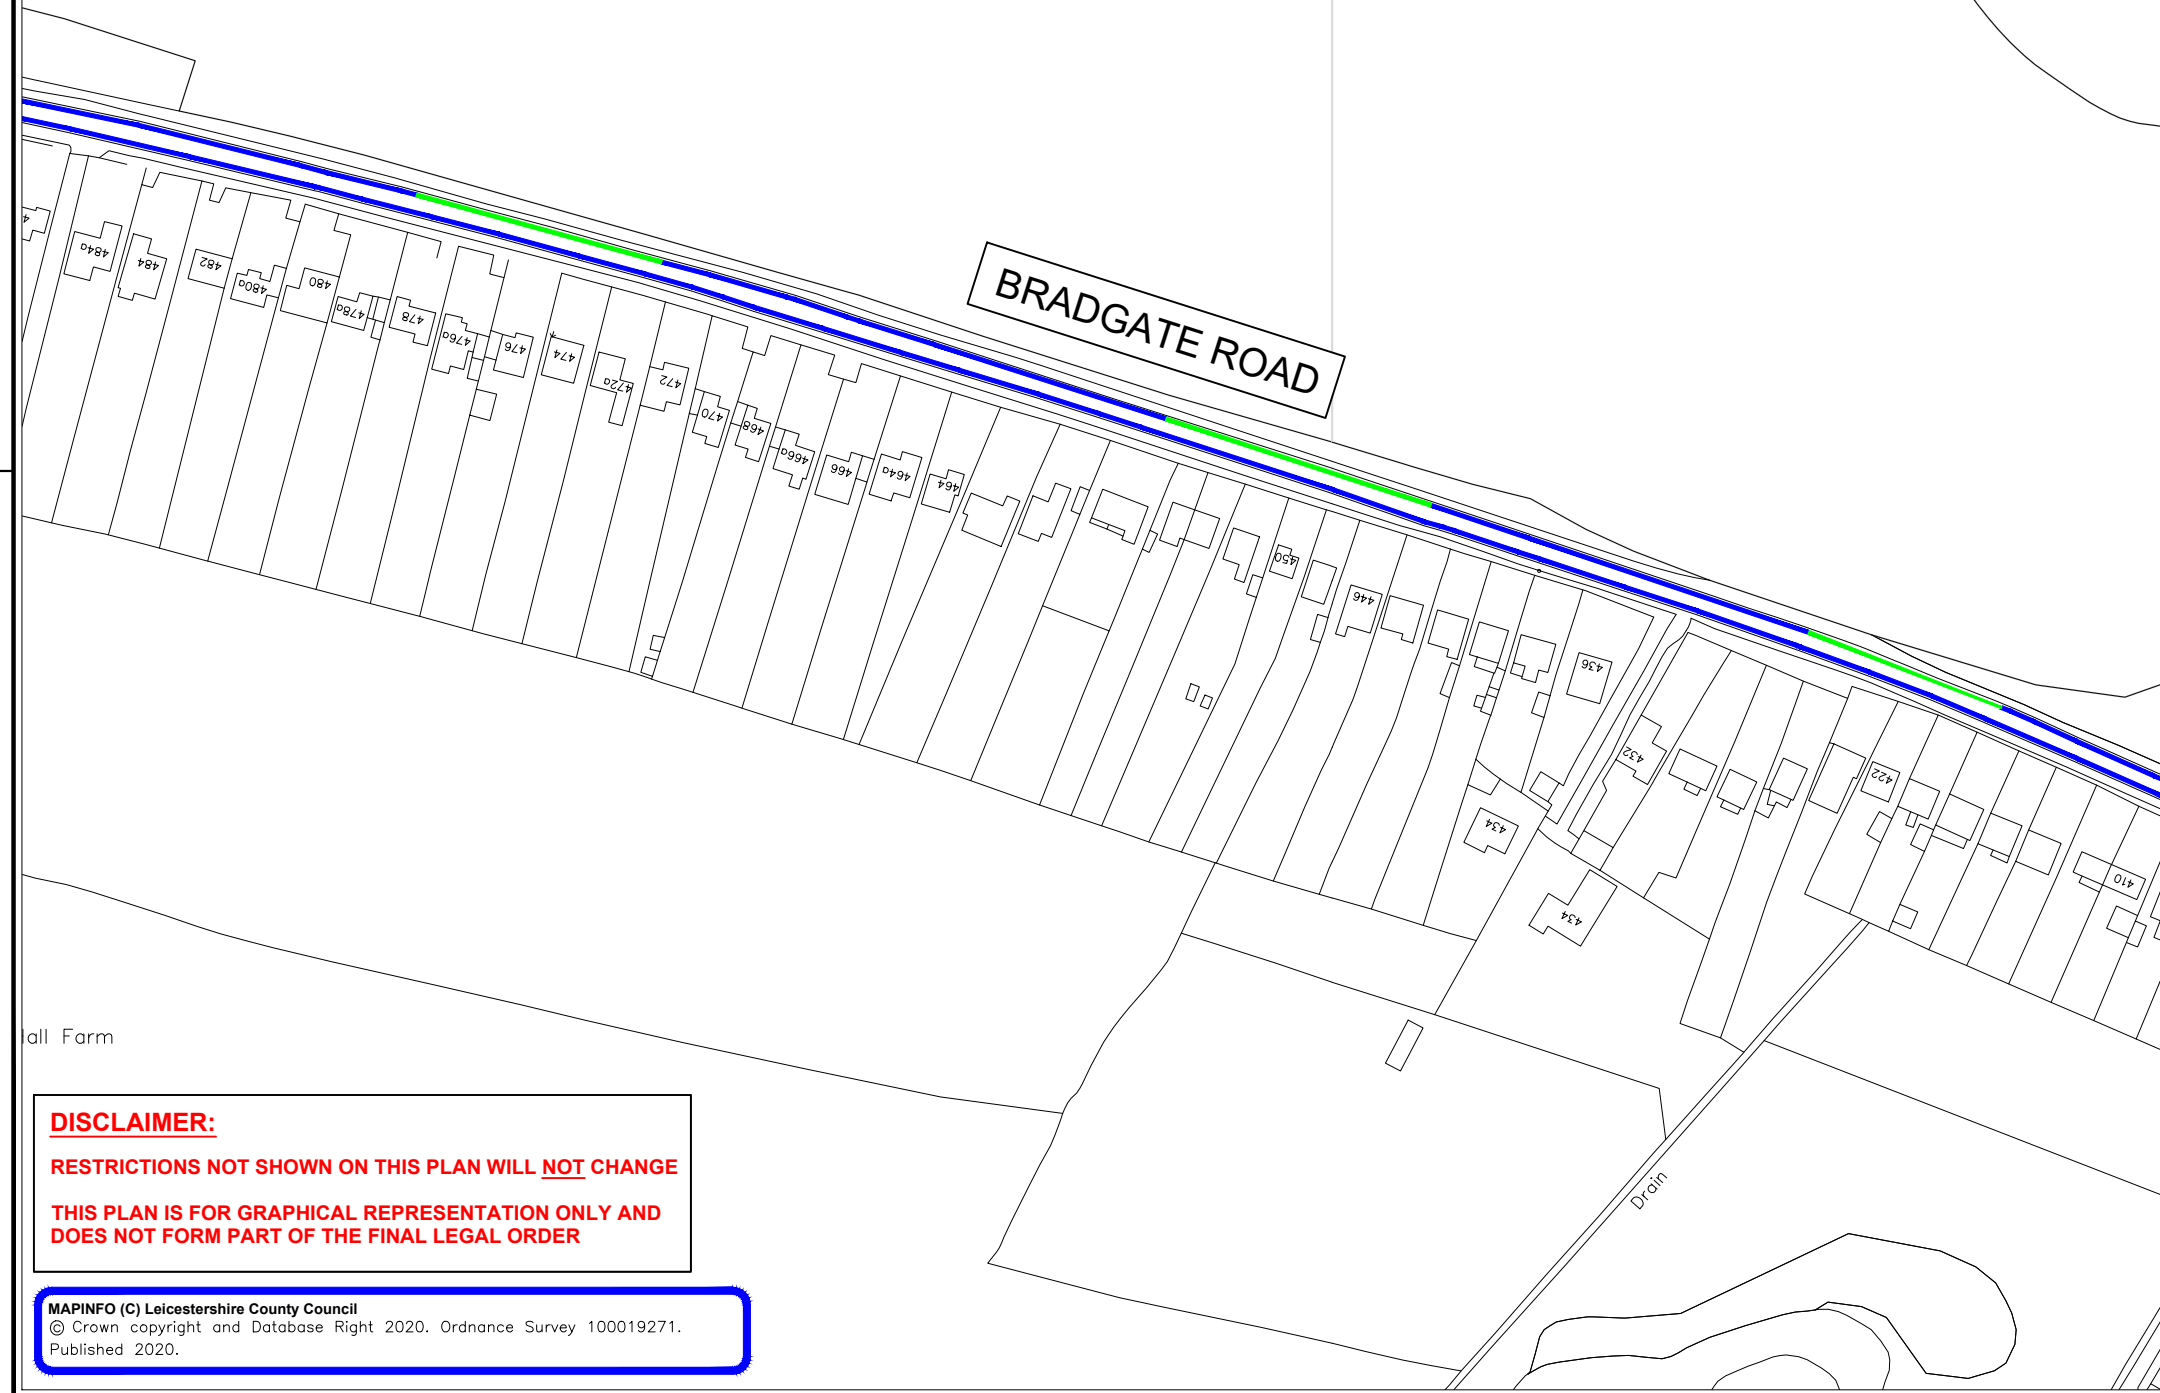 BRADGATE ROAD
484a
484
482
480a
480
478a
478
476a
476
474
472a
472
470
468
466a
466
464a
464
450
446
436
432
434
434
422
410
all Farm
Drain
DISCLAIMER:
RESTRICTIONS NOT SHOWN ON THIS PLAN WILL NOT CHANGE
THIS PLAN IS FOR GRAPHICAL REPRESENTATION ONLY AND
DOES NOT FORM PART OF THE FINAL LEGAL ORDER
MAPINFO (C) Leicestershire County Council
© Crown copyright and Database Right 2020. Ordnance Survey 100019271.
Published 2020.